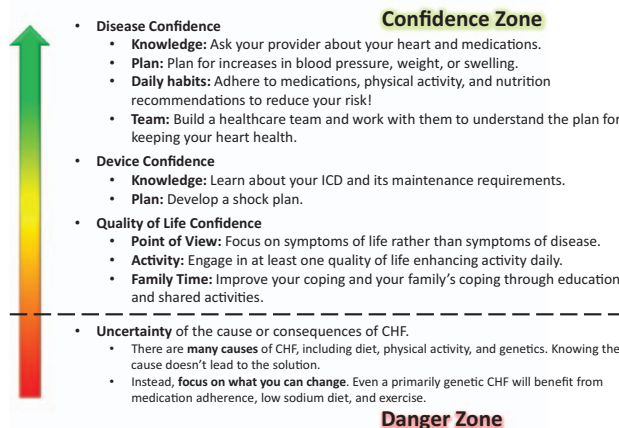 Confidence Zone
• Disease Confidence
• Knowledge: Ask your provider about your heart and medications.
• Plan: Plan for increases in blood pressure, weight, or swelling.
• Daily habits: Adhere to medications, physical activity, and nutrition
recommendations to reduce your risk!
• Team: Build a healthcare team and work with them to understand the plan for
keeping your heart health.
• Device Confidence
• Knowledge: Learn about your ICD and its maintenance requirements.
• Plan: Develop a shock plan.
• Quality of Life Confidence
• Point of View: Focus on symptoms of life rather than symptoms of disease.
• Activity: Engage in at least one quality of life enhancing activity daily.
• Family Time: Improve your coping and your family's coping through education
and shared activities.
• Uncertainty of the cause or consequences of CHF.
• There are many causes of CHF, including diet, physical activity, and genetics. Knowing the
cause doesn't lead to the solution.
• Instead, focus on what you can change. Even a primarily genetic CHF will benefit from
medication adherence, low sodium diet, and exercise.
Danger Zone